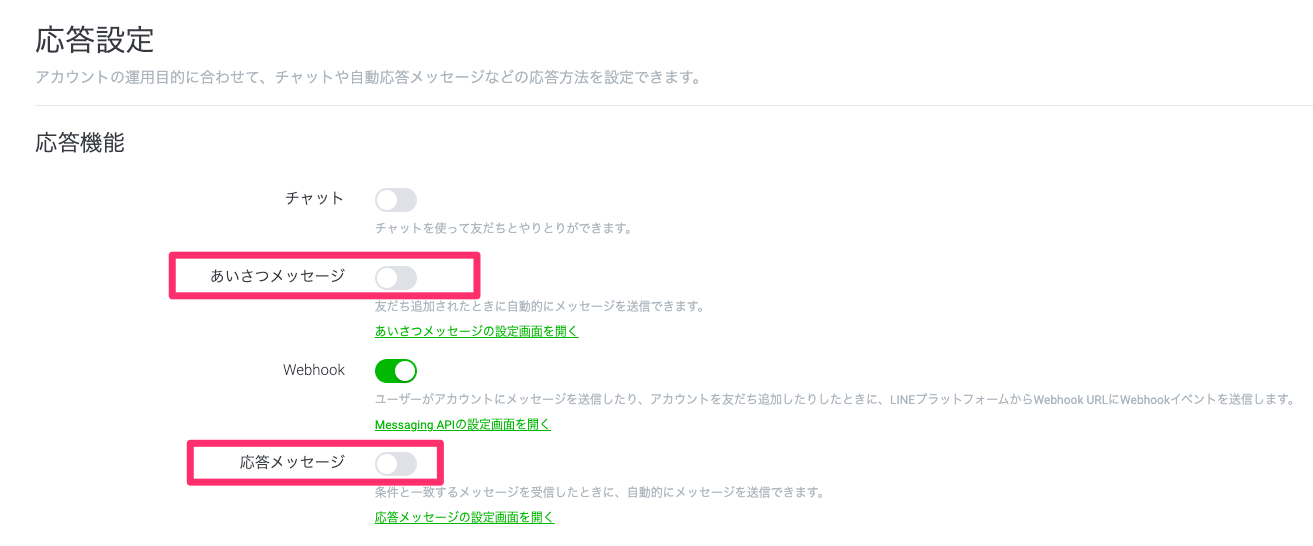 応答設定
アカウントの運用目的に合わせて、チャットや自動応答メッセージなどの応答方法を設定できます。
応答機能
チャット
チャットを使って友だちとやりとりができます。
あいさつメッセージ
友だち追加されたときに自動的にメッセージを送信できます。
あいさつメッセージの設定画面を開く
Webhook
ユーザーがアカウントにメッセージを送信したり、アカウントを友だち追加したりしたときに、LINEプラットフォームからWebhook URLにWebhookイベントを送信します。
Messaging APIの設定画面を開く
応答メッセージ
条件と一致するメッセージを受信したときに、自動的にメッセージを送信できます。
応答メッセージの設定画面を開く